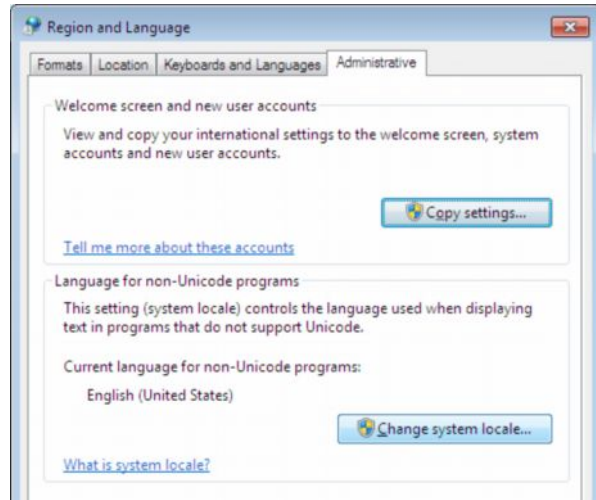 Region and Language
Formats Location Keyboards and Languages Administrative
Welcome screen and new user accounts
View and copy your international settings to the welcome screen, system
accounts and new user accounts.
Copy settings...
Tell me more about these accounts
Language for non-Unicode programs
This setting (system locale) controls the language used when displaying
text in programs that do not support Unicode.
Current language for non-Unicode programs:
English (United States)
Change system locale...
What is system locale?